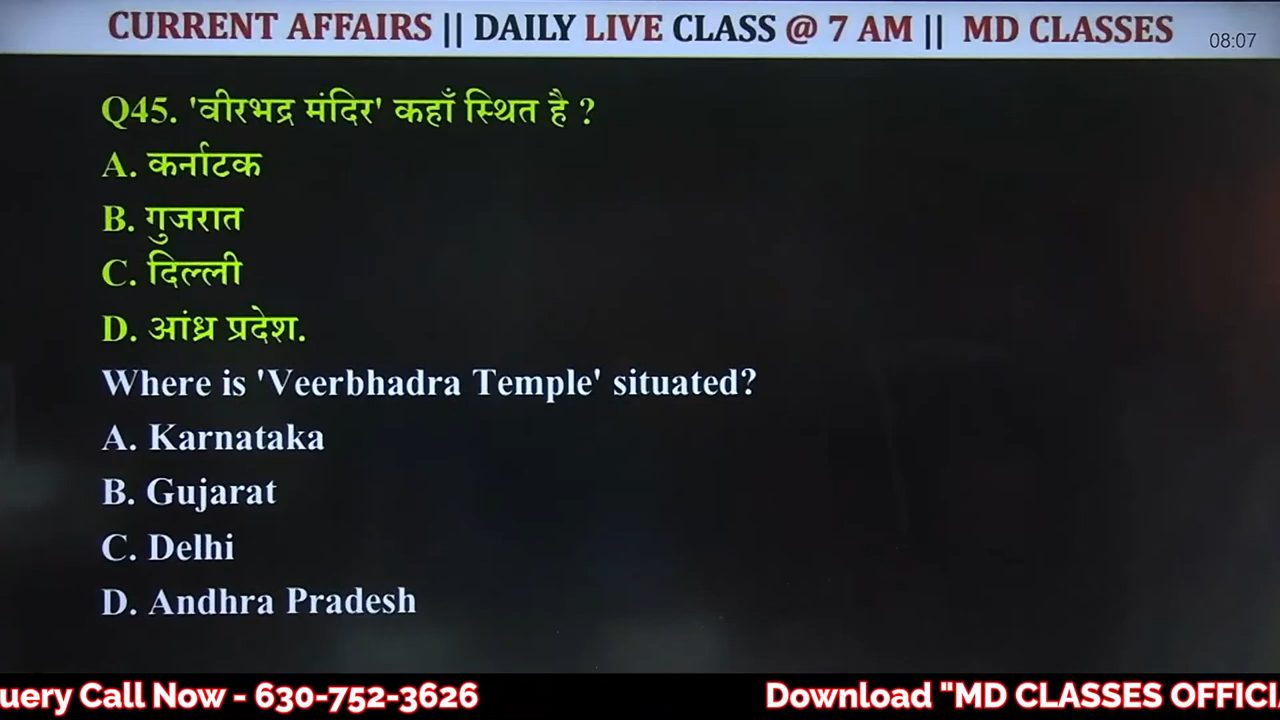 CURRENT AFFAIRS || DAILY LIVE CLASS @ 7 AM || MD CLASSES
08:07
Q45. 'वीरभद्र मंदिर' कहाँ स्थित है ?
A. कर्नाटक
B. गुजरात
C. दिल्ली
D. आंध्र प्रदेश.
Where is 'Veerbhadra Temple' situated?
A. Karnataka
B. Gujarat
C. Delhi
D. Andhra Pradesh
uery Call Now - 630-752-3626 Download "MD CLASSES OFFICI